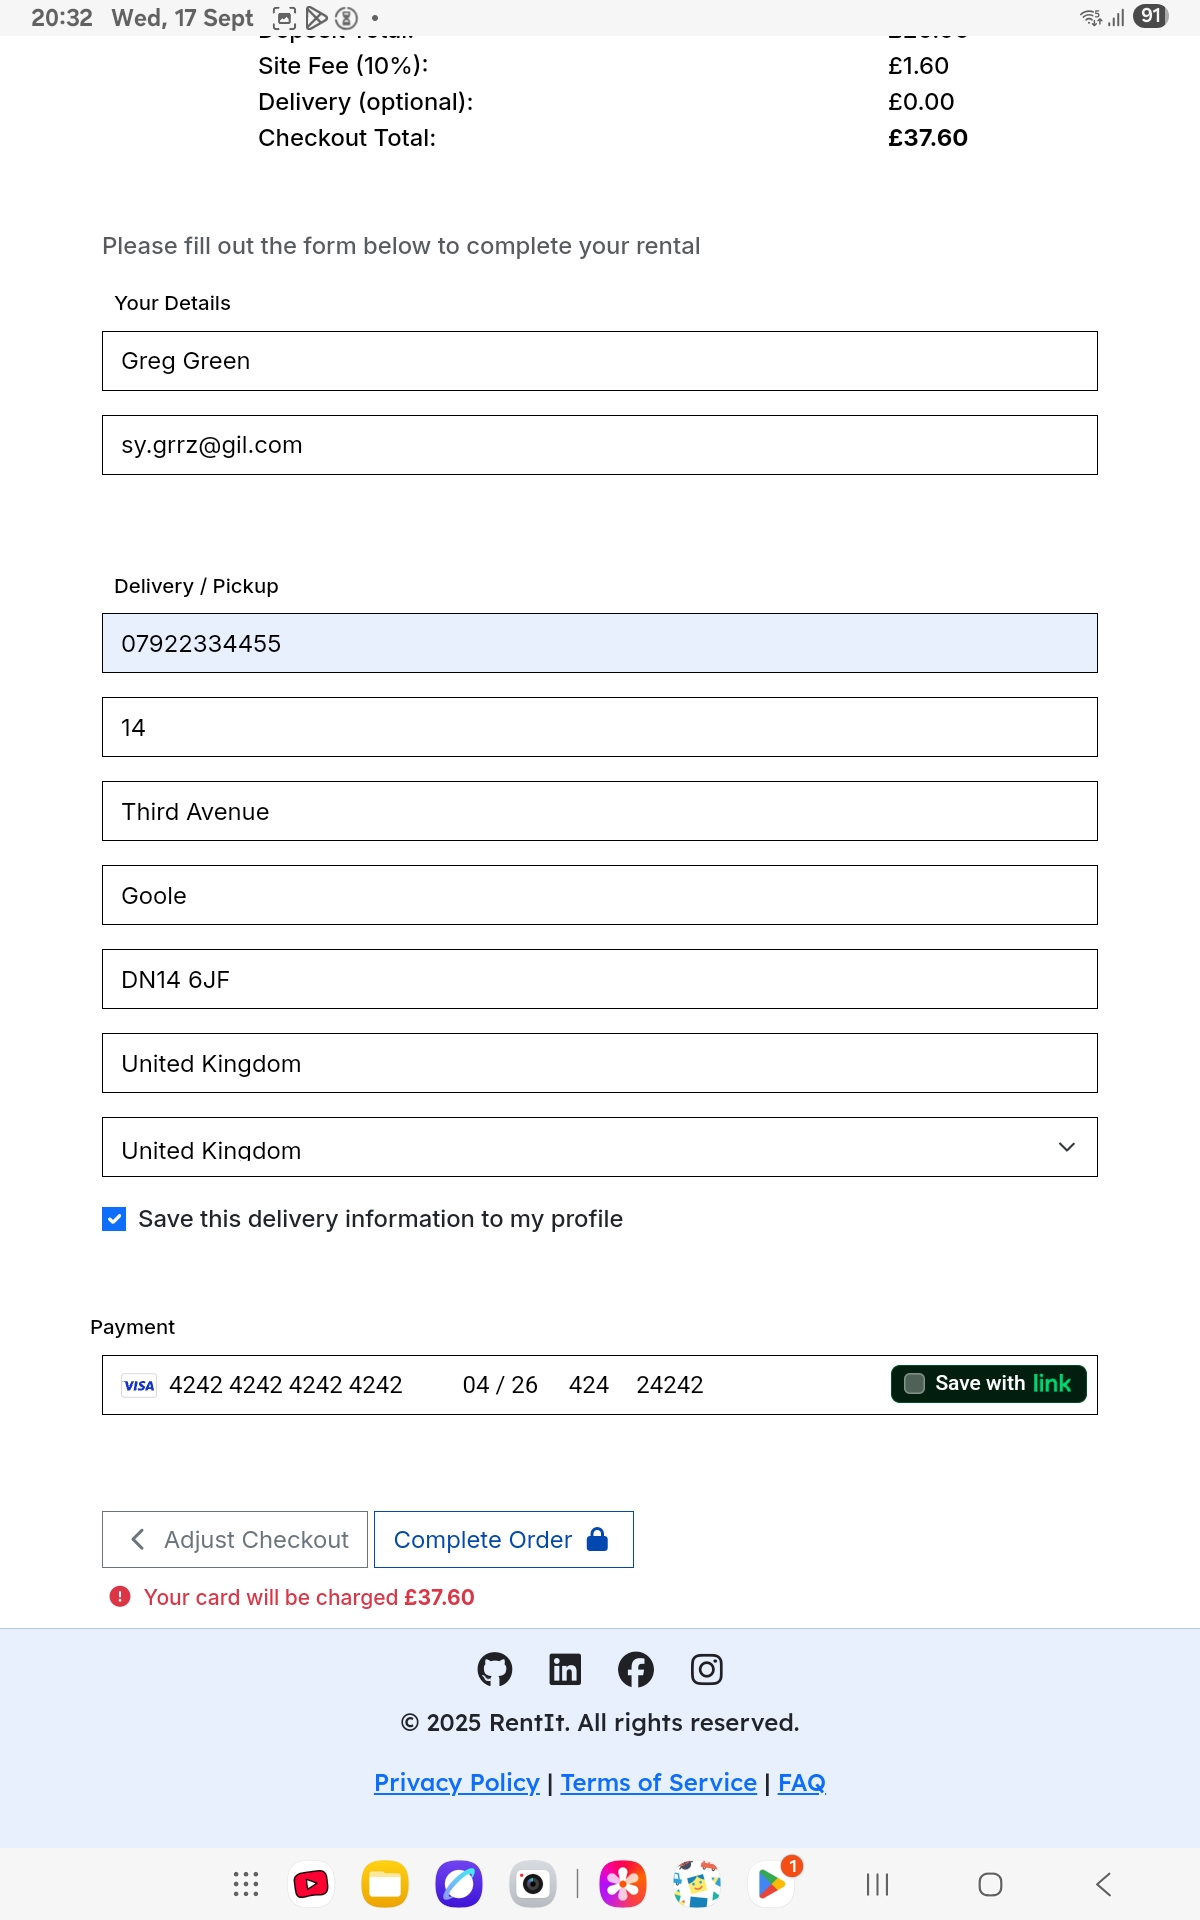 20:32 Wed, 17 Sept 91
Site Fee (10%): £1.60
Delivery (optional): £0.00
Checkout Total: £37.60
Please fill out the form below to complete your rental
Your Details
Greg Green
sy.grrz@gil.com
Delivery / Pickup
07922334455
14
Third Avenue
Goole
DN14 6JF
United Kingdom
United Kingdom
Save this delivery information to my profile
Payment
VISA 4242 4242 4242 4242 04 / 26 424 24242 Save with link
Adjust Checkout Complete Order
! Your card will be charged £37.60
© 2025 RentIt. All rights reserved.
Privacy Policy | Terms of Service | FAQ
1